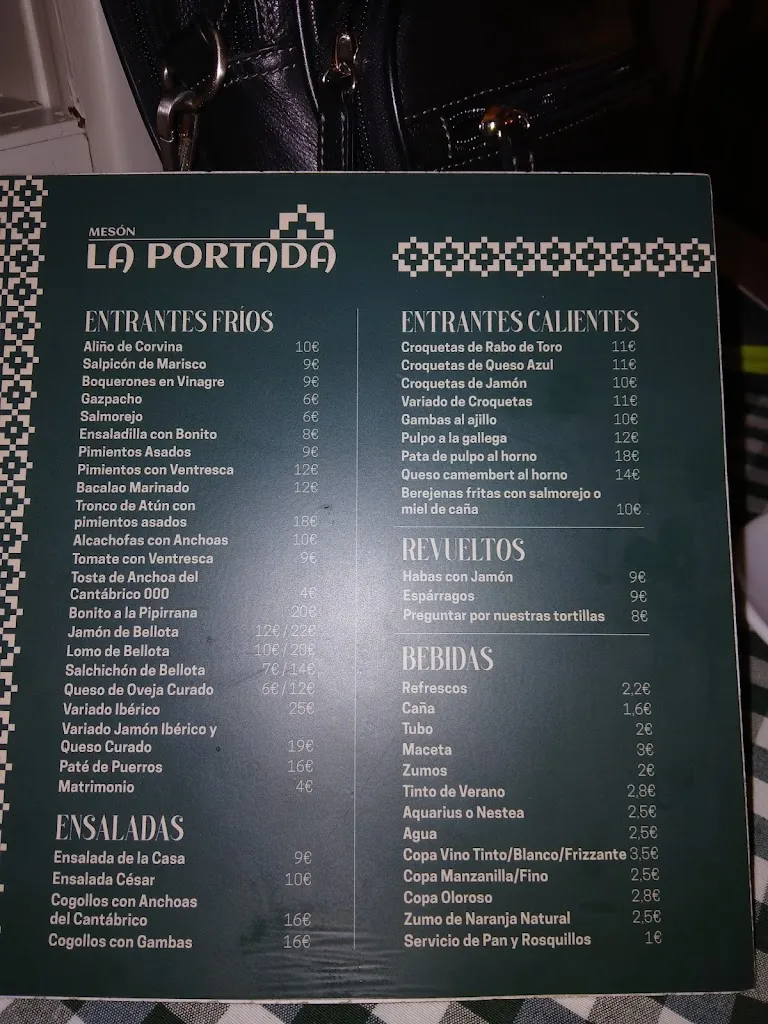 MESÓN
LA PORTADA
ENTRANTES FRÍOS
Aliño de Corvina 10€
Salpicón de Marisco 9€
Boquerones en Vinagre 9€
Gazpacho 6€
Salmorejo 6€
Ensaladilla con Bonito 8€
Pimientos Asados 9€
Pimientos con Ventresca 12€
Bacalao Marinado 12€
Tronco de Atún con
pimientos asados 18€
Alcachofas con Anchoas 10€
Tomate con Ventresca 9€
Tosta de Anchoa del
Cantábrico 000 4€
Bonito a la Pipirrana 20€
Jamón de Bellota 12€/22€
Lomo de Bellota 10€/20€
Salchichón de Bellota 7€/14€
Queso de Oveja Curado 6€/12€
Variado Ibérico 25€
Variado Jamón Ibérico y
Queso Curado 19€
Paté de Puerros 16€
Matrimonio 4€
ENSALADAS
Ensalada de la Casa 9€
Ensalada César 10€
Cogollos con Anchoas
del Cantábrico 16€
Cogollos con Gambas 16€
ENTRANTES CALIENTES
Croquetas de Rabo de Toro 11€
Croquetas de Queso Azul 11€
Croquetas de Jamón 10€
Variado de Croquetas 11€
Gambas al ajillo 10€
Pulpo a la gallega 12€
Pata de pulpo al horno 18€
Queso camembert al horno 14€
Berejenas fritas con salmorejo o
miel de caña 10€
REVUELTOS
Habas con Jamón 9€
Espárragos 9€
Preguntar por nuestras tortillas 8€
BEBIDAS
Refrescos 2,2€
Caña 1,6€
Tubo 2€
Maceta 3€
Zumos 2€
Tinto de Verano 2,8€
Aquarius o Nestea 2,5€
Agua 2,5€
Copa Vino Tinto/Blanco/Frizzante 3,5€
Copa Manzanilla/Fino 2,5€
Copa Oloroso 2,8€
Zumo de Naranja Natural 2,5€
Servicio de Pan y Rosquillos 1€